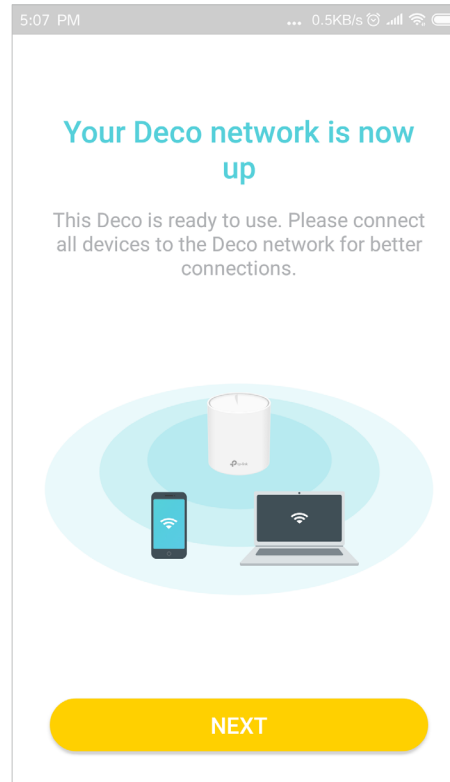 5:07 PM ... 0.5KB/s
Your Deco network is now
up
This Deco is ready to use. Please connect
all devices to the Deco network for better
connections.
NEXT